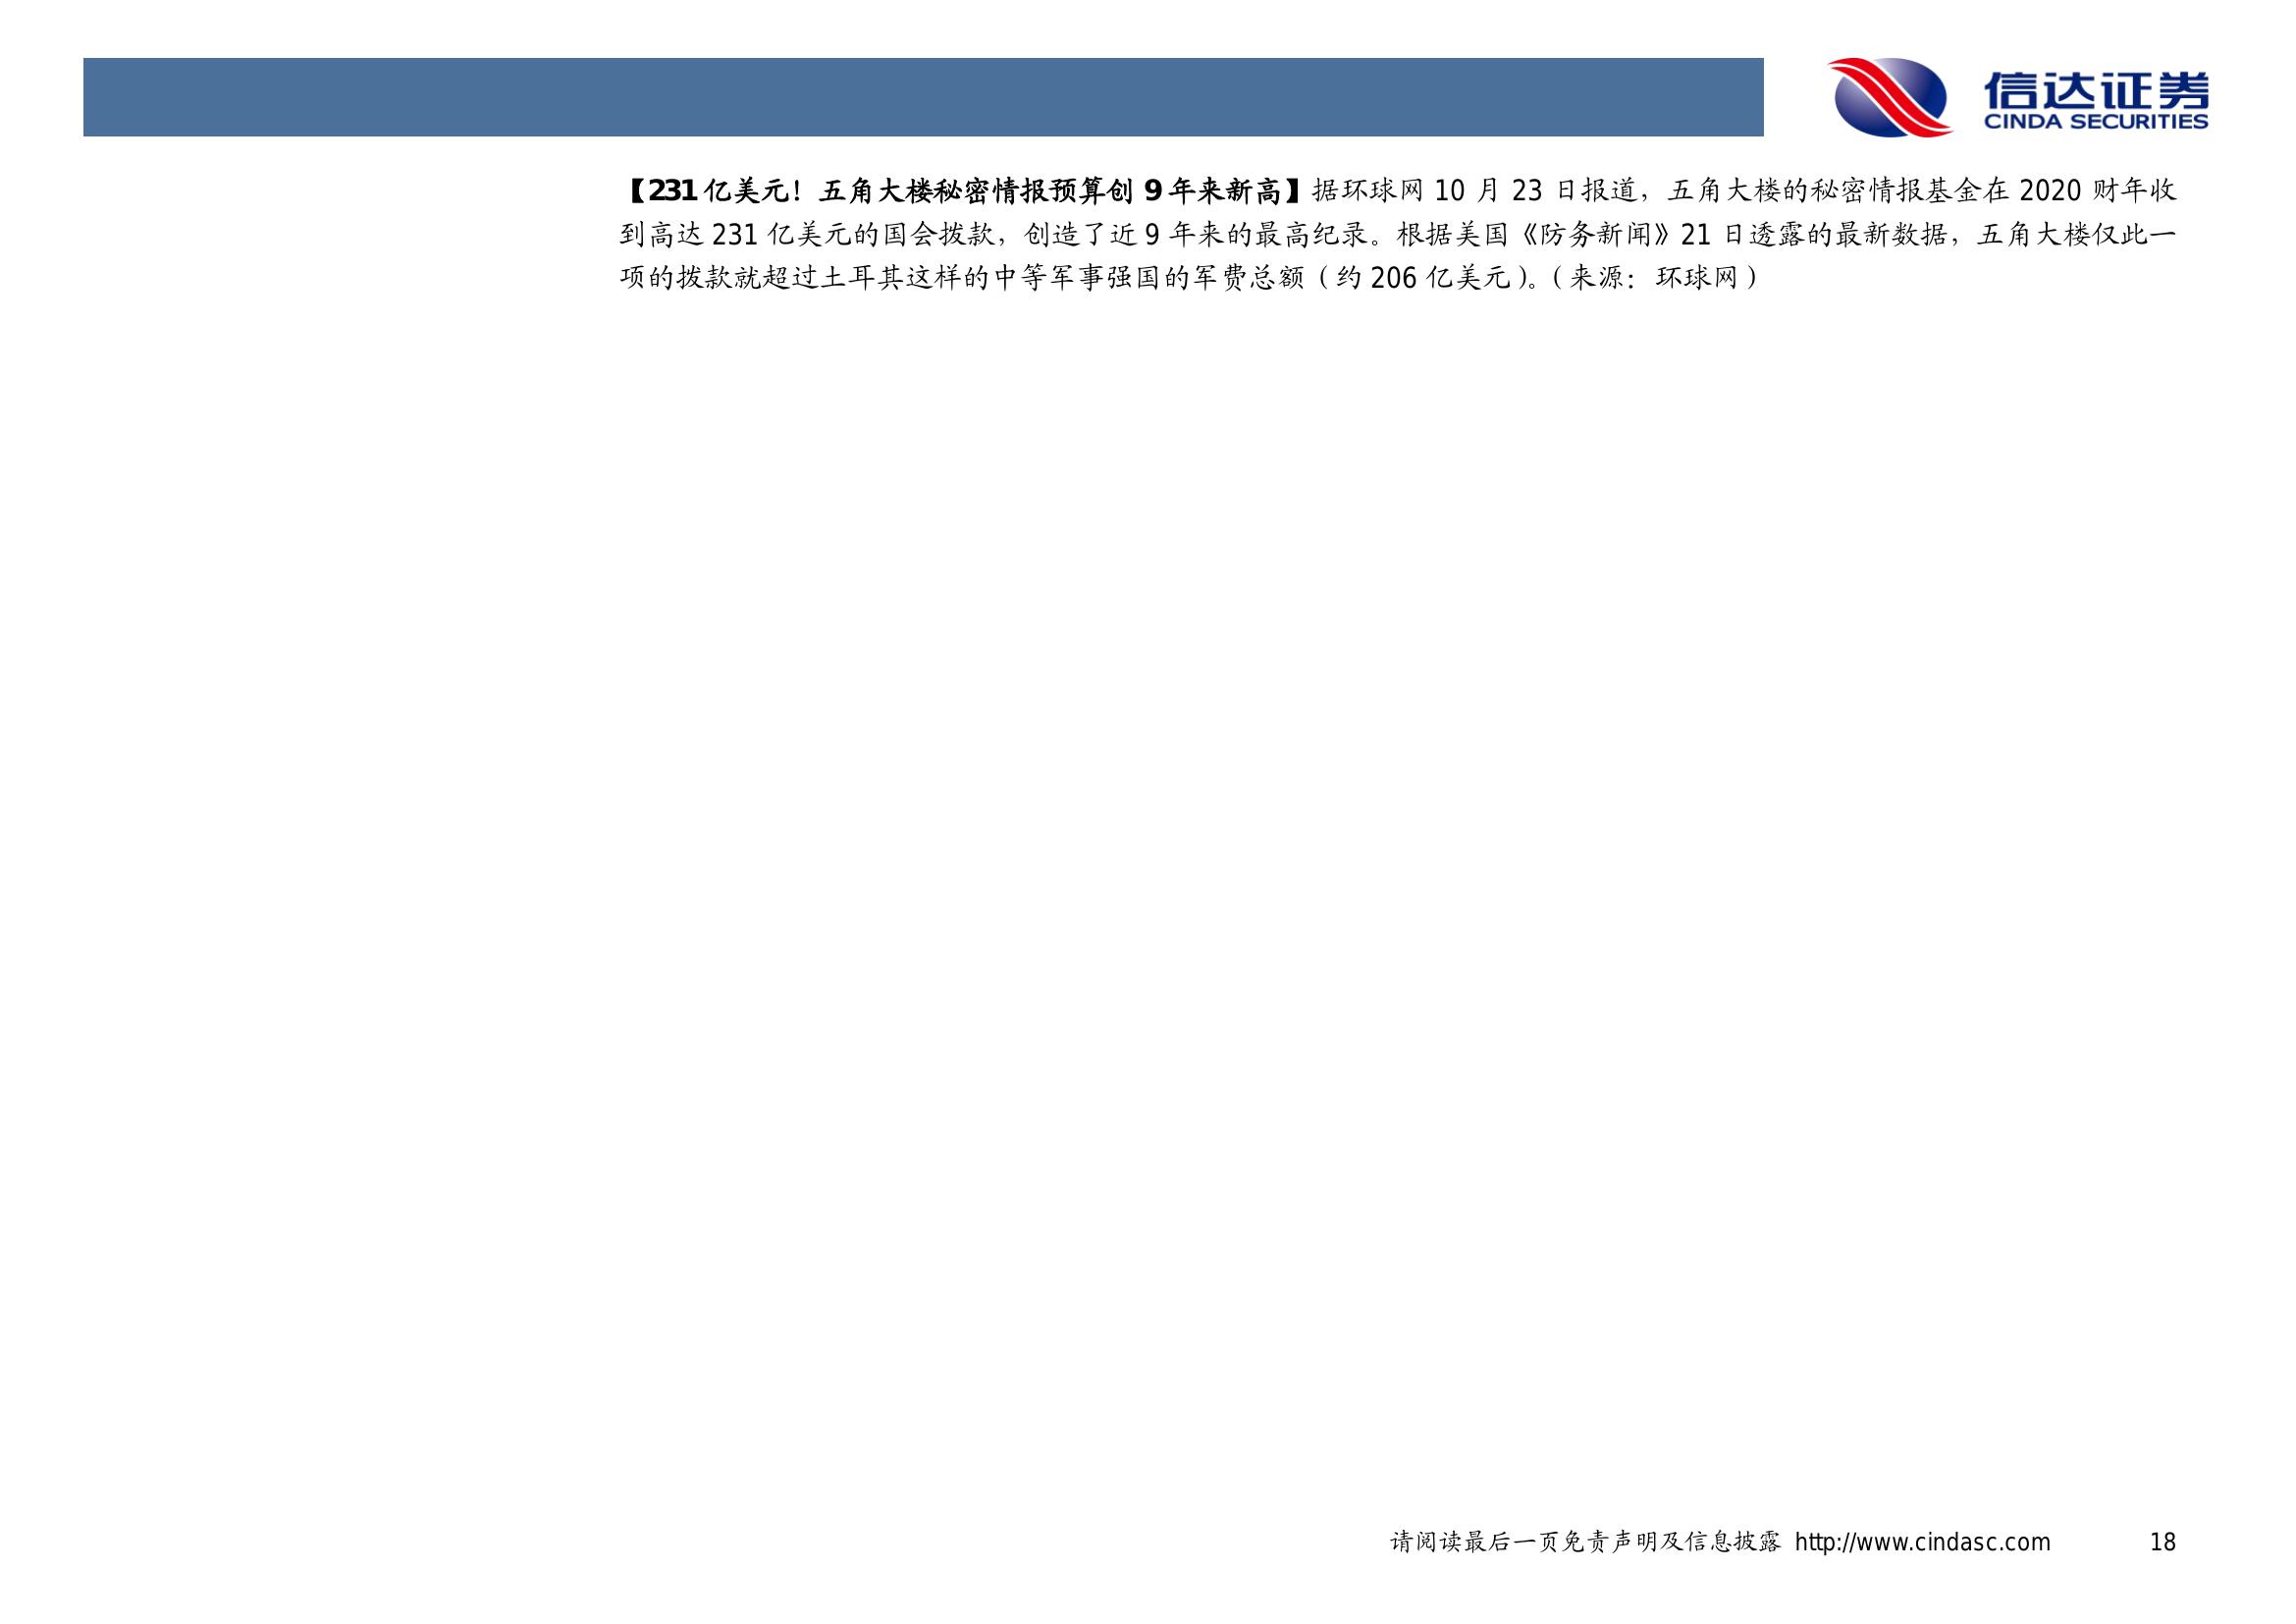 信达证券
CINDA SECURITIES
【231 亿美元！五角大楼秘密情报预算创 9 年来新高】据环球网 10 月 23 日报道，五角大楼的秘密情报基金在 2020 财年收
到高达 231 亿美元的国会拨款，创造了近 9 年来的最高纪录。根据美国《防务新闻》21 日透露的最新数据，五角大楼仅此一
项的拨款就超过土耳其这样的中等军事强国的军费总额（约 206 亿美元）。（来源：环球网）
请阅读最后一页免责声明及信息披露 http://www.cindasc.com 18